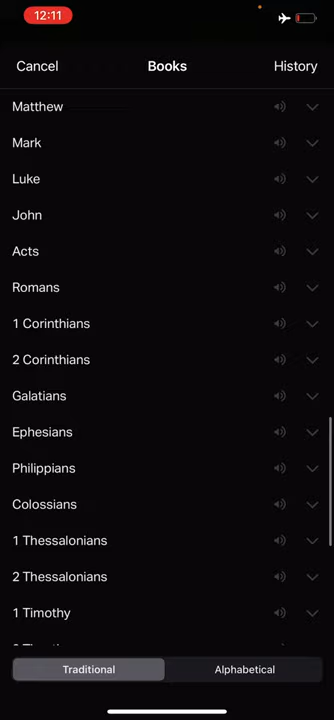 12:11
Cancel Books History
Matthew
Mark
Luke
John
Acts
Romans
1 Corinthians
2 Corinthians
Galatians
Ephesians
Philippians
Colossians
1 Thessalonians
2 Thessalonians
1 Timothy
Traditional Alphabetical